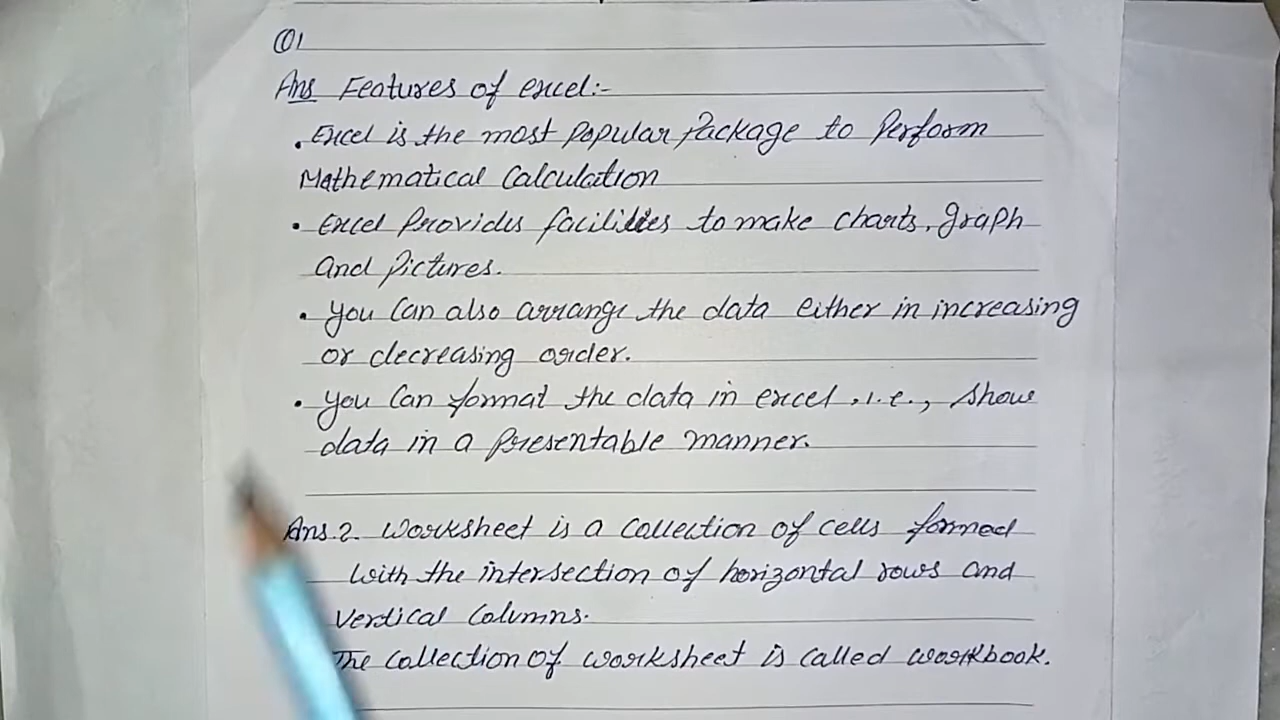 Q1
Ans Features of excel:-
• Excel is the most Popular Package to Perform
Mathematical Calculation
• Excel Provides facilities to make charts, graph
and Pictures.
• You can also arrange the data either in increasing
or decreasing order.
• You can format the data in excel, i.e., show
data in a Presentable manner.
Ans.2. Worksheet is a collection of cells formed
with the intersection of horizontal rows and
Vertical Columns.
The collection of worksheet is called workbook.